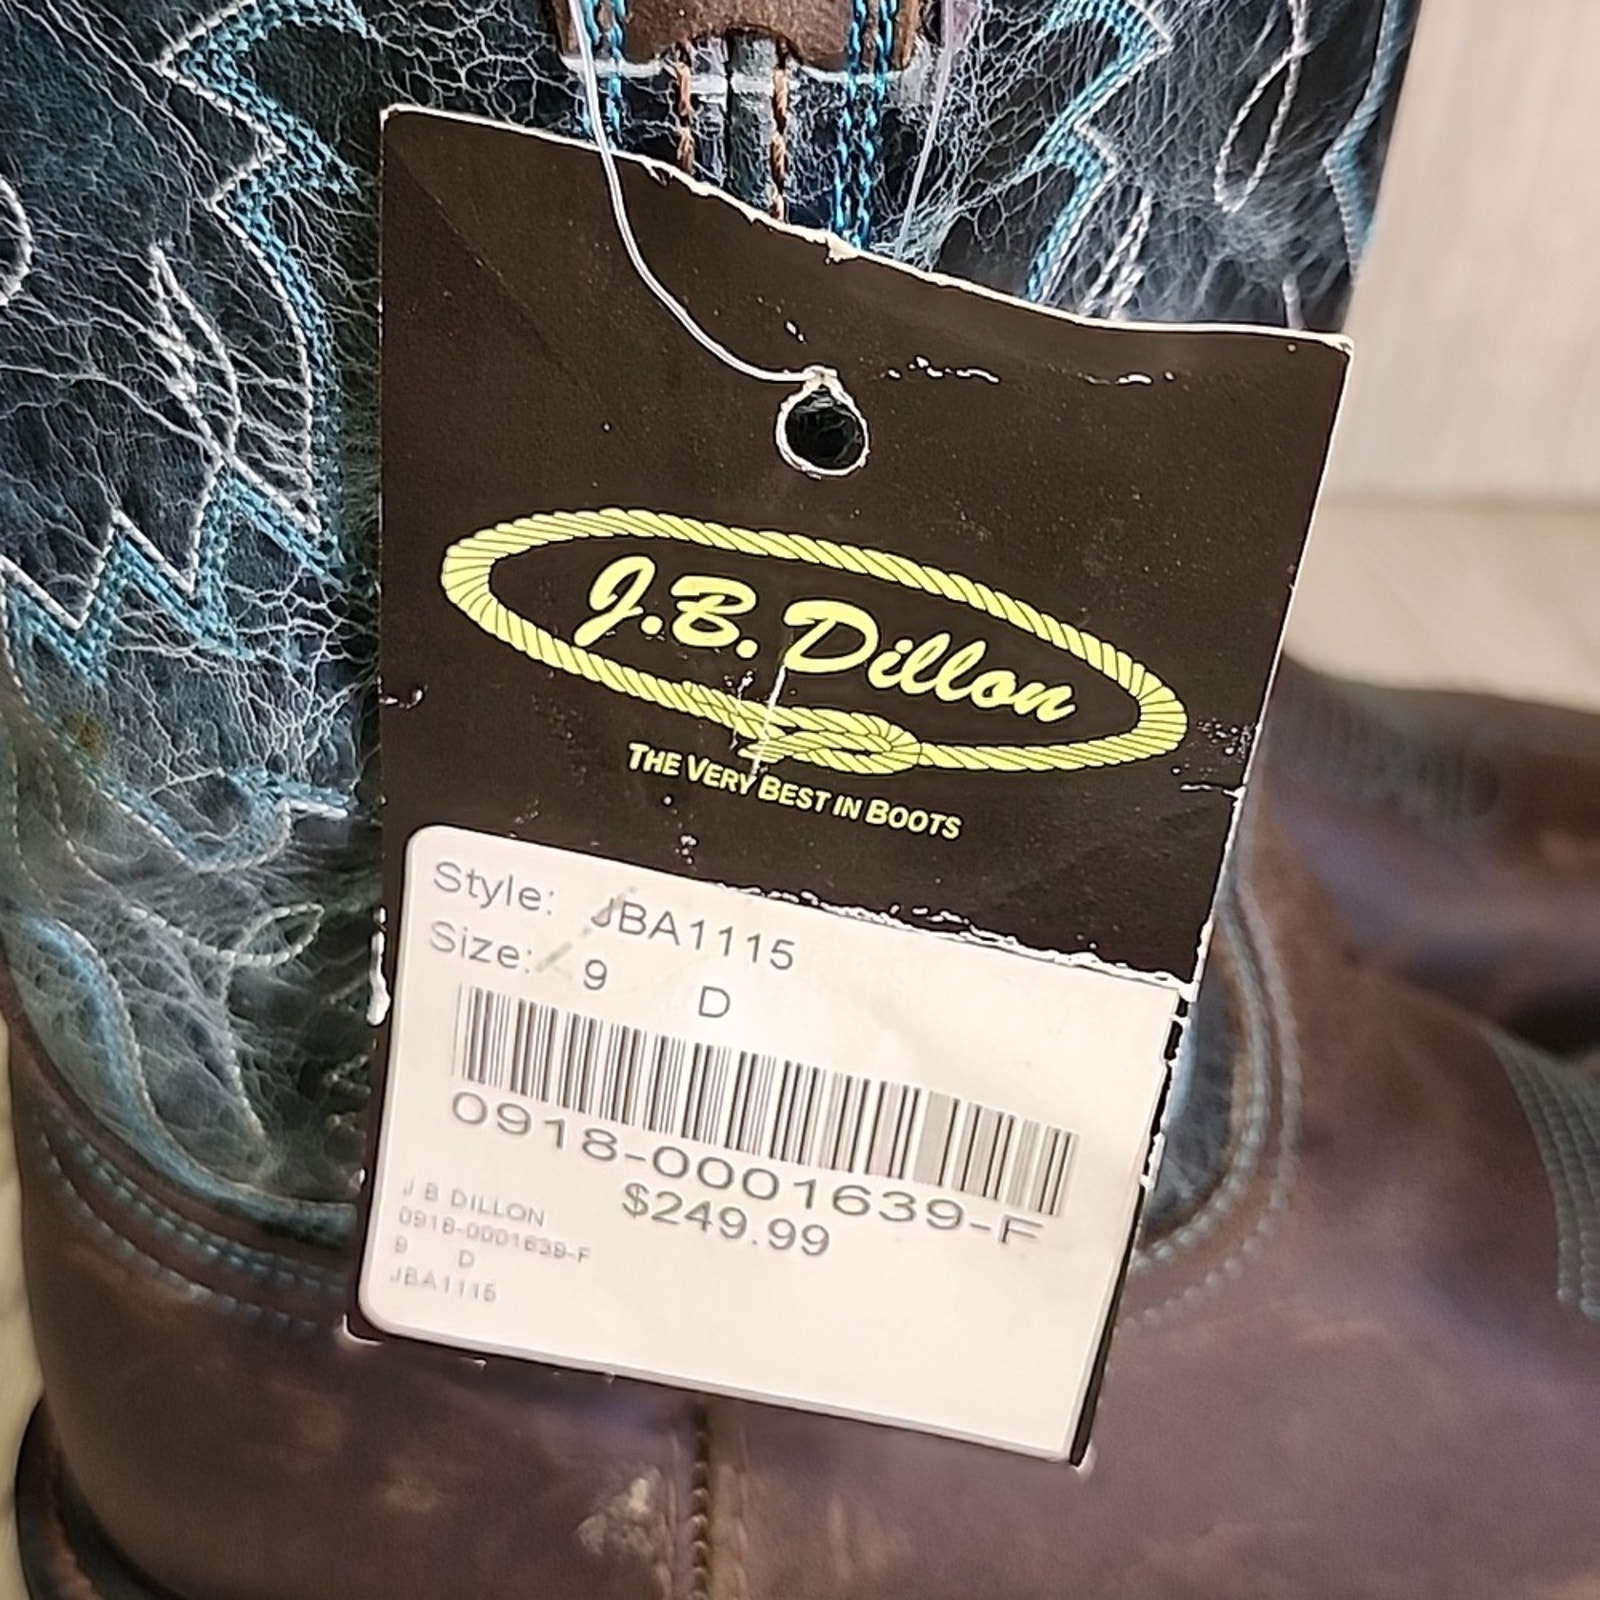 J.B. Dillon
THE VERY BEST IN BOOTS
Style: JBA1115
Size: 9 D
0918-0001639-F
$249.99
J B DILLON
0918-0001639-F
9 D
JBA1115